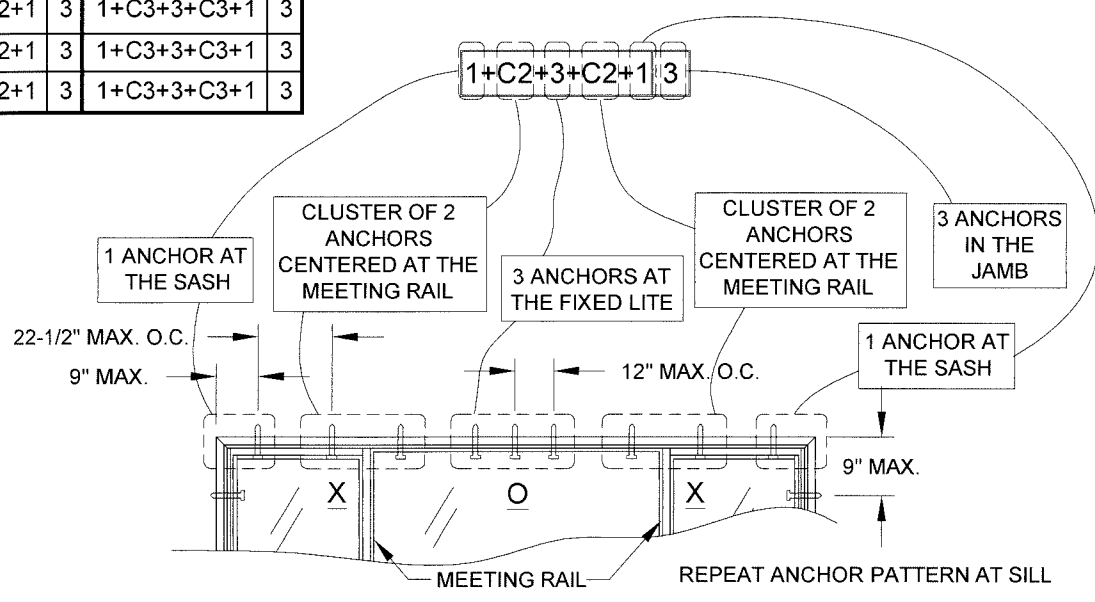 2+1 3 1+C3+3+C3+1 3
2+1 3 1+C3+3+C3+1 3
2+1 3 1+C3+3+C3+1 3
1+C2+3+C2+1 3
CLUSTER OF 2
ANCHORS
CENTERED AT THE
MEETING RAIL
CLUSTER OF 2
ANCHORS
CENTERED AT THE
MEETING RAIL
3 ANCHORS
IN THE
JAMB
1 ANCHOR AT
THE SASH
3 ANCHORS AT
THE FIXED LITE
1 ANCHOR AT
THE SASH
22-1/2" MAX. O.C.
9" MAX.
12" MAX. O.C.
9" MAX.
X
O
X
MEETING RAIL
REPEAT ANCHOR PATTERN AT SILL